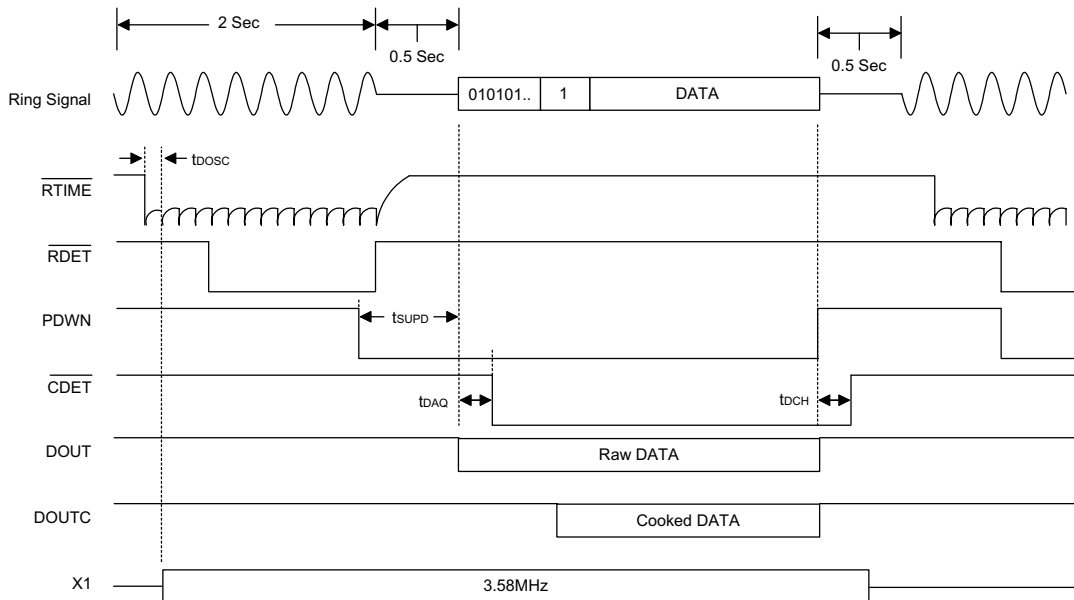 2 Sec
0.5 Sec
0.5 Sec
Ring Signal
010101..
1
DATA
tDOSC
RTIME
RDET
PDWN
tSUPD
CDET
tDAQ
tDCH
DOUT
Raw DATA
DOUTC
Cooked DATA
X1
3.58MHz